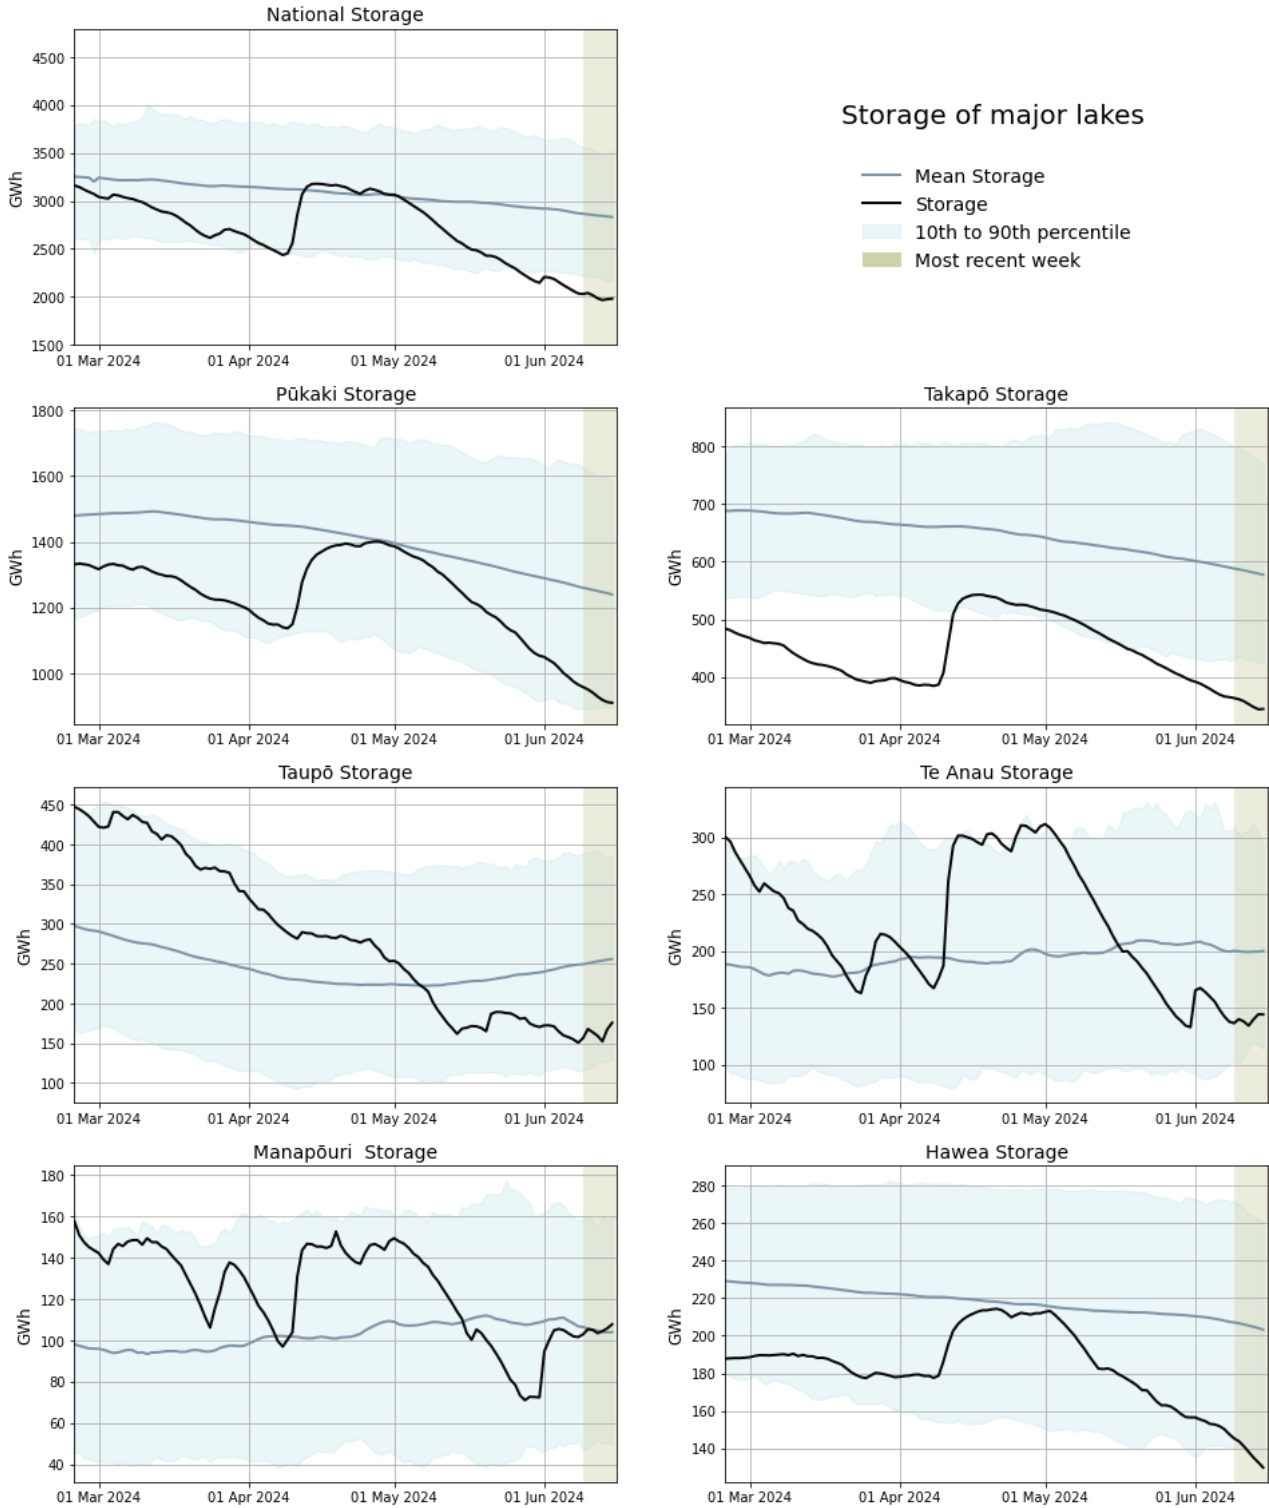 National Storage
GWh
4500
4000
3500
3000
2500
2000
1500
01 Mar 2024 01 Apr 2024 01 May 2024 01 Jun 2024
Storage of major lakes
Mean Storage
Storage
10th to 90th percentile
Most recent week
Pūkaki Storage
GWh
1800
1600
1400
1200
1000
01 Mar 2024 01 Apr 2024 01 May 2024 01 Jun 2024
Takapō Storage
GWh
800
700
600
500
400
01 Mar 2024 01 Apr 2024 01 May 2024 01 Jun 2024
Taupō Storage
GWh
450
400
350
300
250
200
150
100
01 Mar 2024 01 Apr 2024 01 May 2024 01 Jun 2024
Te Anau Storage
GWh
300
250
200
150
100
01 Mar 2024 01 Apr 2024 01 May 2024 01 Jun 2024
Manapōuri  Storage
GWh
180
160
140
120
100
80
60
40
01 Mar 2024 01 Apr 2024 01 May 2024 01 Jun 2024
Hawea Storage
GWh
280
260
240
220
200
180
160
140
01 Mar 2024 01 Apr 2024 01 May 2024 01 Jun 2024